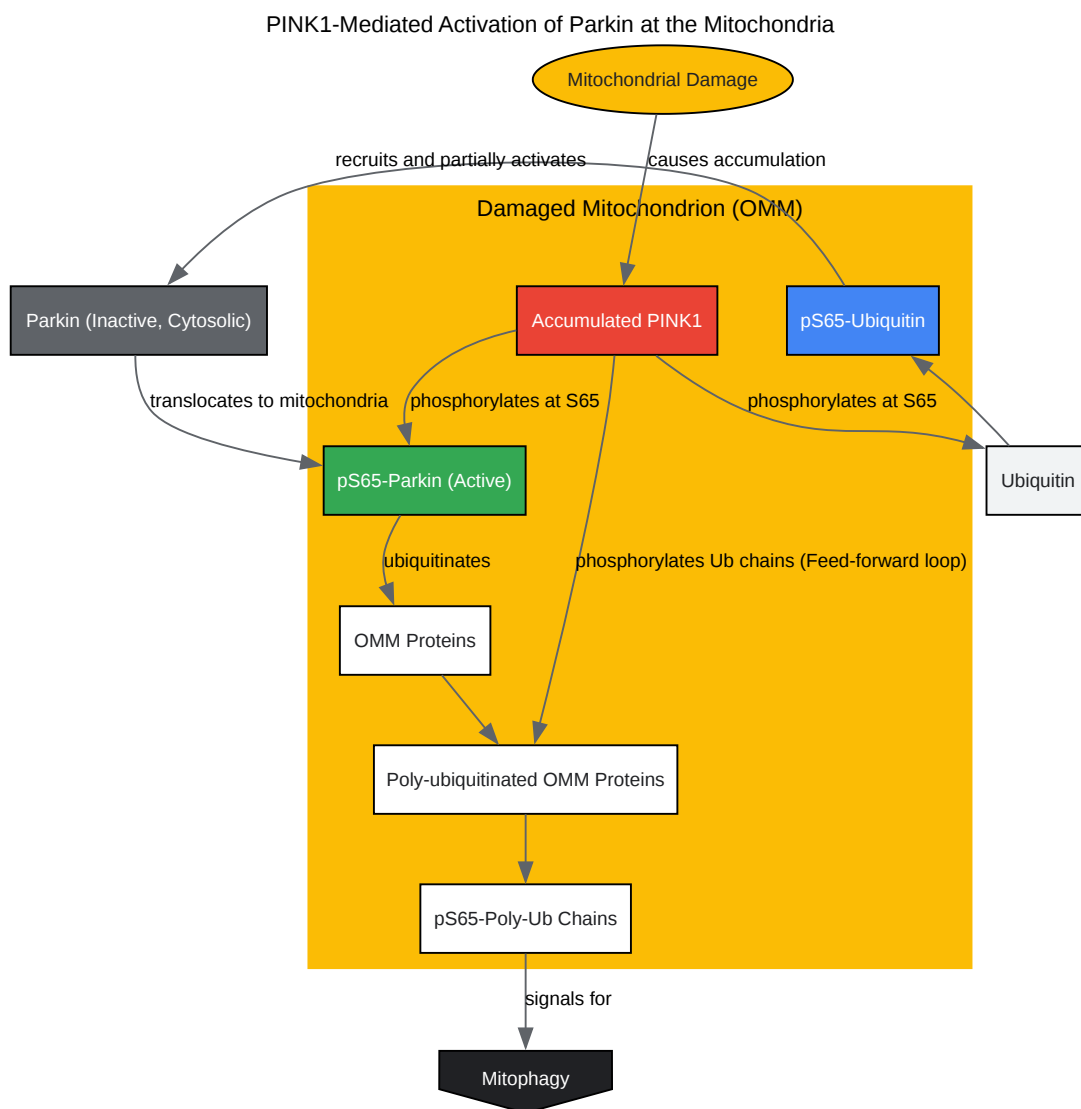 PINK1-Mediated Activation of Parkin at the Mitochondria
Mitochondrial Damage
recruits and partially activates
causes accumulation
Damaged Mitochondrion (OMM)
Parkin (Inactive, Cytosolic)
Accumulated PINK1
pS65-Ubiquitin
translocates to mitochondria
phosphorylates at S65
phosphorylates at S65
pS65-Parkin (Active)
Ubiquitin
ubiquitinates
phosphorylates Ub chains (Feed-forward loop)
OMM Proteins
Poly-ubiquitinated OMM Proteins
pS65-Poly-Ub Chains
signals for
Mitophagy